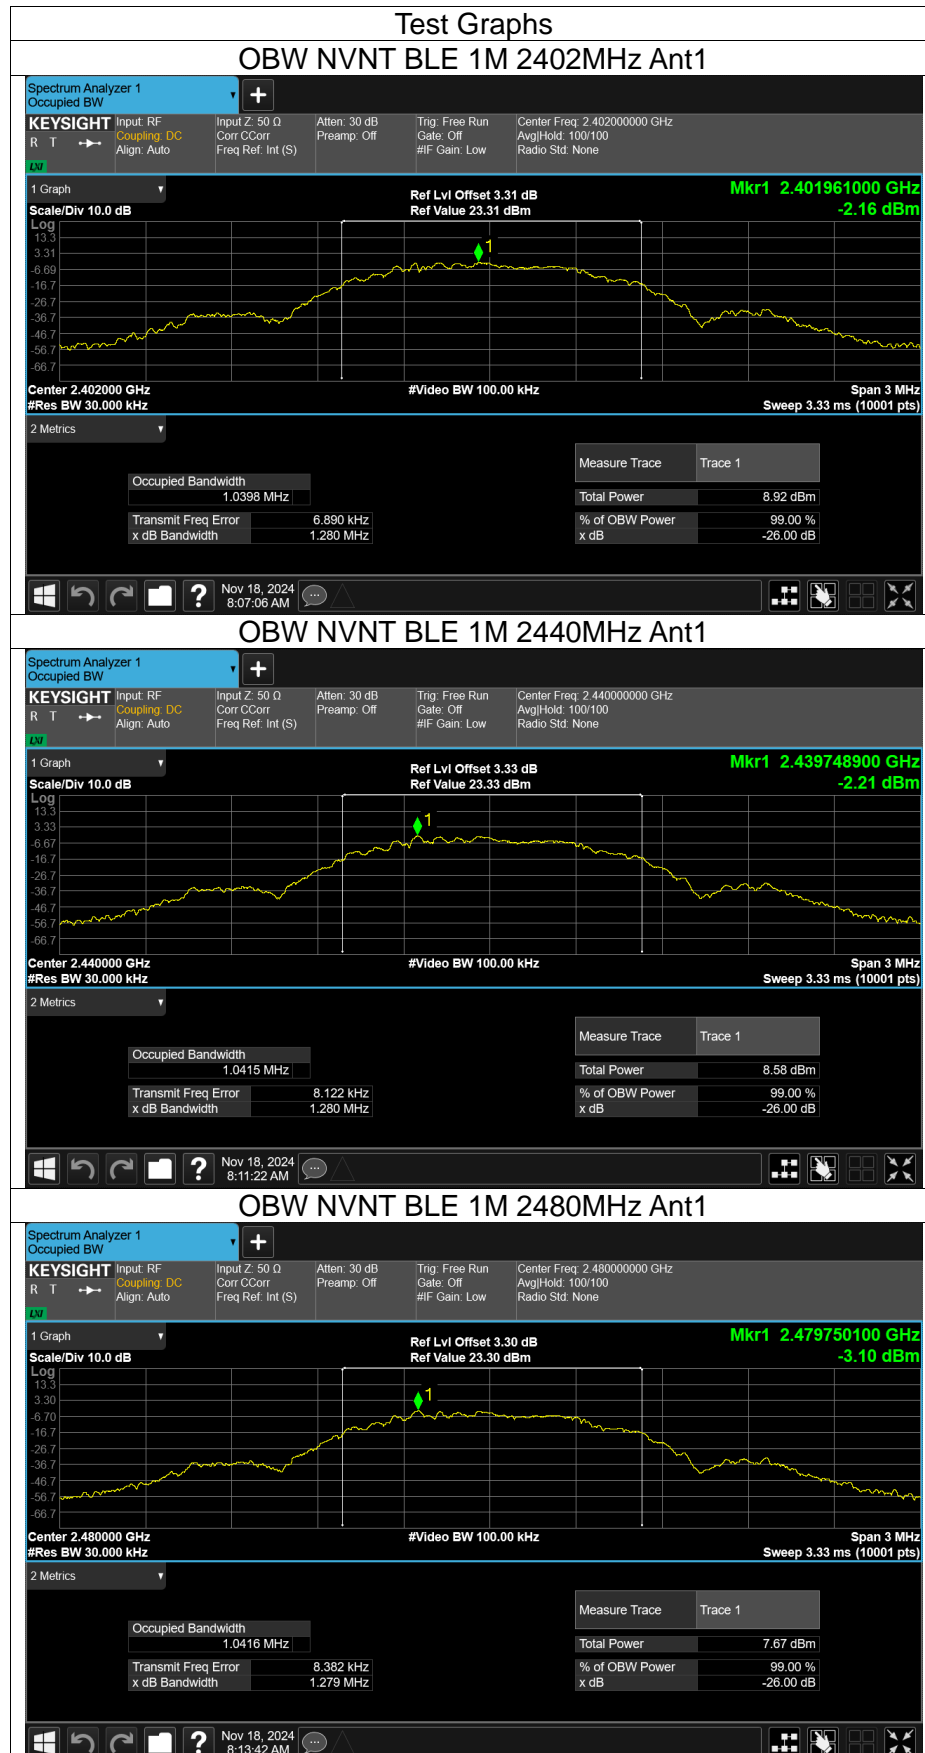 Test Graphs
OBW NVNT BLE 1M 2402MHz Ant1
Spectrum Analyzer 1
Occupied BW
KEYSIGHT Input: RF Input Z: 50 Ω Atten: 30 dB Trig: Free Run Center Freq: 2.402000000 GHz
R T Coupling: DC Corr CCorr Preamp: Off Gate: Off Avg|Hold: 100/100
Align: Auto Freq Ref: Int (S) #IF Gain: Low Radio Std: None
LXI
1 Graph Ref Lvl Offset 3.31 dB Mkr1 2.401961000 GHz
Scale/Div 10.0 dB Ref Value 23.31 dBm -2.16 dBm
Log
13.3
1
3.31
-6.69
-16.7
-26.7
-36.7
-46.7
-56.7
-66.7
Center 2.402000 GHz #Video BW 100.00 kHz Span 3 MHz
#Res BW 30.000 kHz Sweep 3.33 ms (10001 pts)
2 Metrics
Measure Trace Trace 1
Occupied Bandwidth
1.0398 MHz Total Power 8.92 dBm
Transmit Freq Error 6.890 kHz % of OBW Power 99.00 %
x dB Bandwidth 1.280 MHz x dB -26.00 dB
? Nov 18, 2024
8:07:06 AM
OBW NVNT BLE 1M 2440MHz Ant1
Spectrum Analyzer 1
Occupied BW
KEYSIGHT Input: RF Input Z: 50 Ω Atten: 30 dB Trig: Free Run Center Freq: 2.440000000 GHz
R T Coupling: DC Corr CCorr Preamp: Off Gate: Off Avg|Hold: 100/100
Align: Auto Freq Ref: Int (S) #IF Gain: Low Radio Std: None
LXI
1 Graph Ref Lvl Offset 3.33 dB Mkr1 2.439748900 GHz
Scale/Div 10.0 dB Ref Value 23.33 dBm -2.21 dBm
Log
13.3
1
3.33
-6.67
-16.7
-26.7
-36.7
-46.7
-56.7
-66.7
Center 2.440000 GHz #Video BW 100.00 kHz Span 3 MHz
#Res BW 30.000 kHz Sweep 3.33 ms (10001 pts)
2 Metrics
Measure Trace Trace 1
Occupied Bandwidth
1.0415 MHz Total Power 8.58 dBm
Transmit Freq Error 8.122 kHz % of OBW Power 99.00 %
x dB Bandwidth 1.280 MHz x dB -26.00 dB
? Nov 18, 2024
8:11:22 AM
OBW NVNT BLE 1M 2480MHz Ant1
Spectrum Analyzer 1
Occupied BW
KEYSIGHT Input: RF Input Z: 50 Ω Atten: 30 dB Trig: Free Run Center Freq: 2.480000000 GHz
R T Coupling: DC Corr CCorr Preamp: Off Gate: Off Avg|Hold: 100/100
Align: Auto Freq Ref: Int (S) #IF Gain: Low Radio Std: None
LXI
1 Graph Ref Lvl Offset 3.30 dB Mkr1 2.479750100 GHz
Scale/Div 10.0 dB Ref Value 23.30 dBm -3.10 dBm
Log
13.3
1
3.30
-6.70
-16.7
-26.7
-36.7
-46.7
-56.7
-66.7
Center 2.480000 GHz #Video BW 100.00 kHz Span 3 MHz
#Res BW 30.000 kHz Sweep 3.33 ms (10001 pts)
2 Metrics
Measure Trace Trace 1
Occupied Bandwidth
1.0416 MHz Total Power 7.67 dBm
Transmit Freq Error 8.382 kHz % of OBW Power 99.00 %
x dB Bandwidth 1.279 MHz x dB -26.00 dB
? Nov 18, 2024
8:13:42 AM